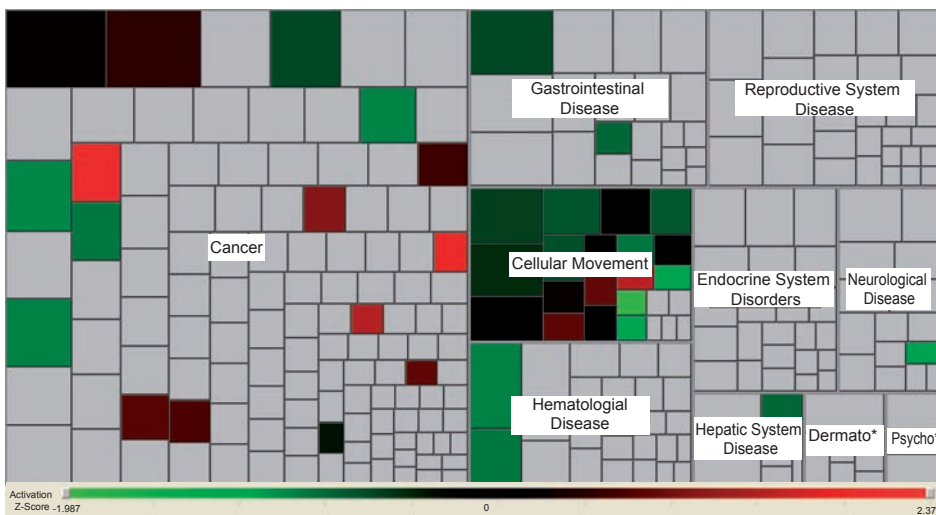 Gastrointestinal
Disease
Reproductive System
Disease
Cancer
Cellular Movement
Endocrine System
Disorders
Neurological
Disease
Hematologial
Disease
Hepatic System
Disease
Dermato*
Psycho*
Activation
Z-Score
-1.987
0
2.37